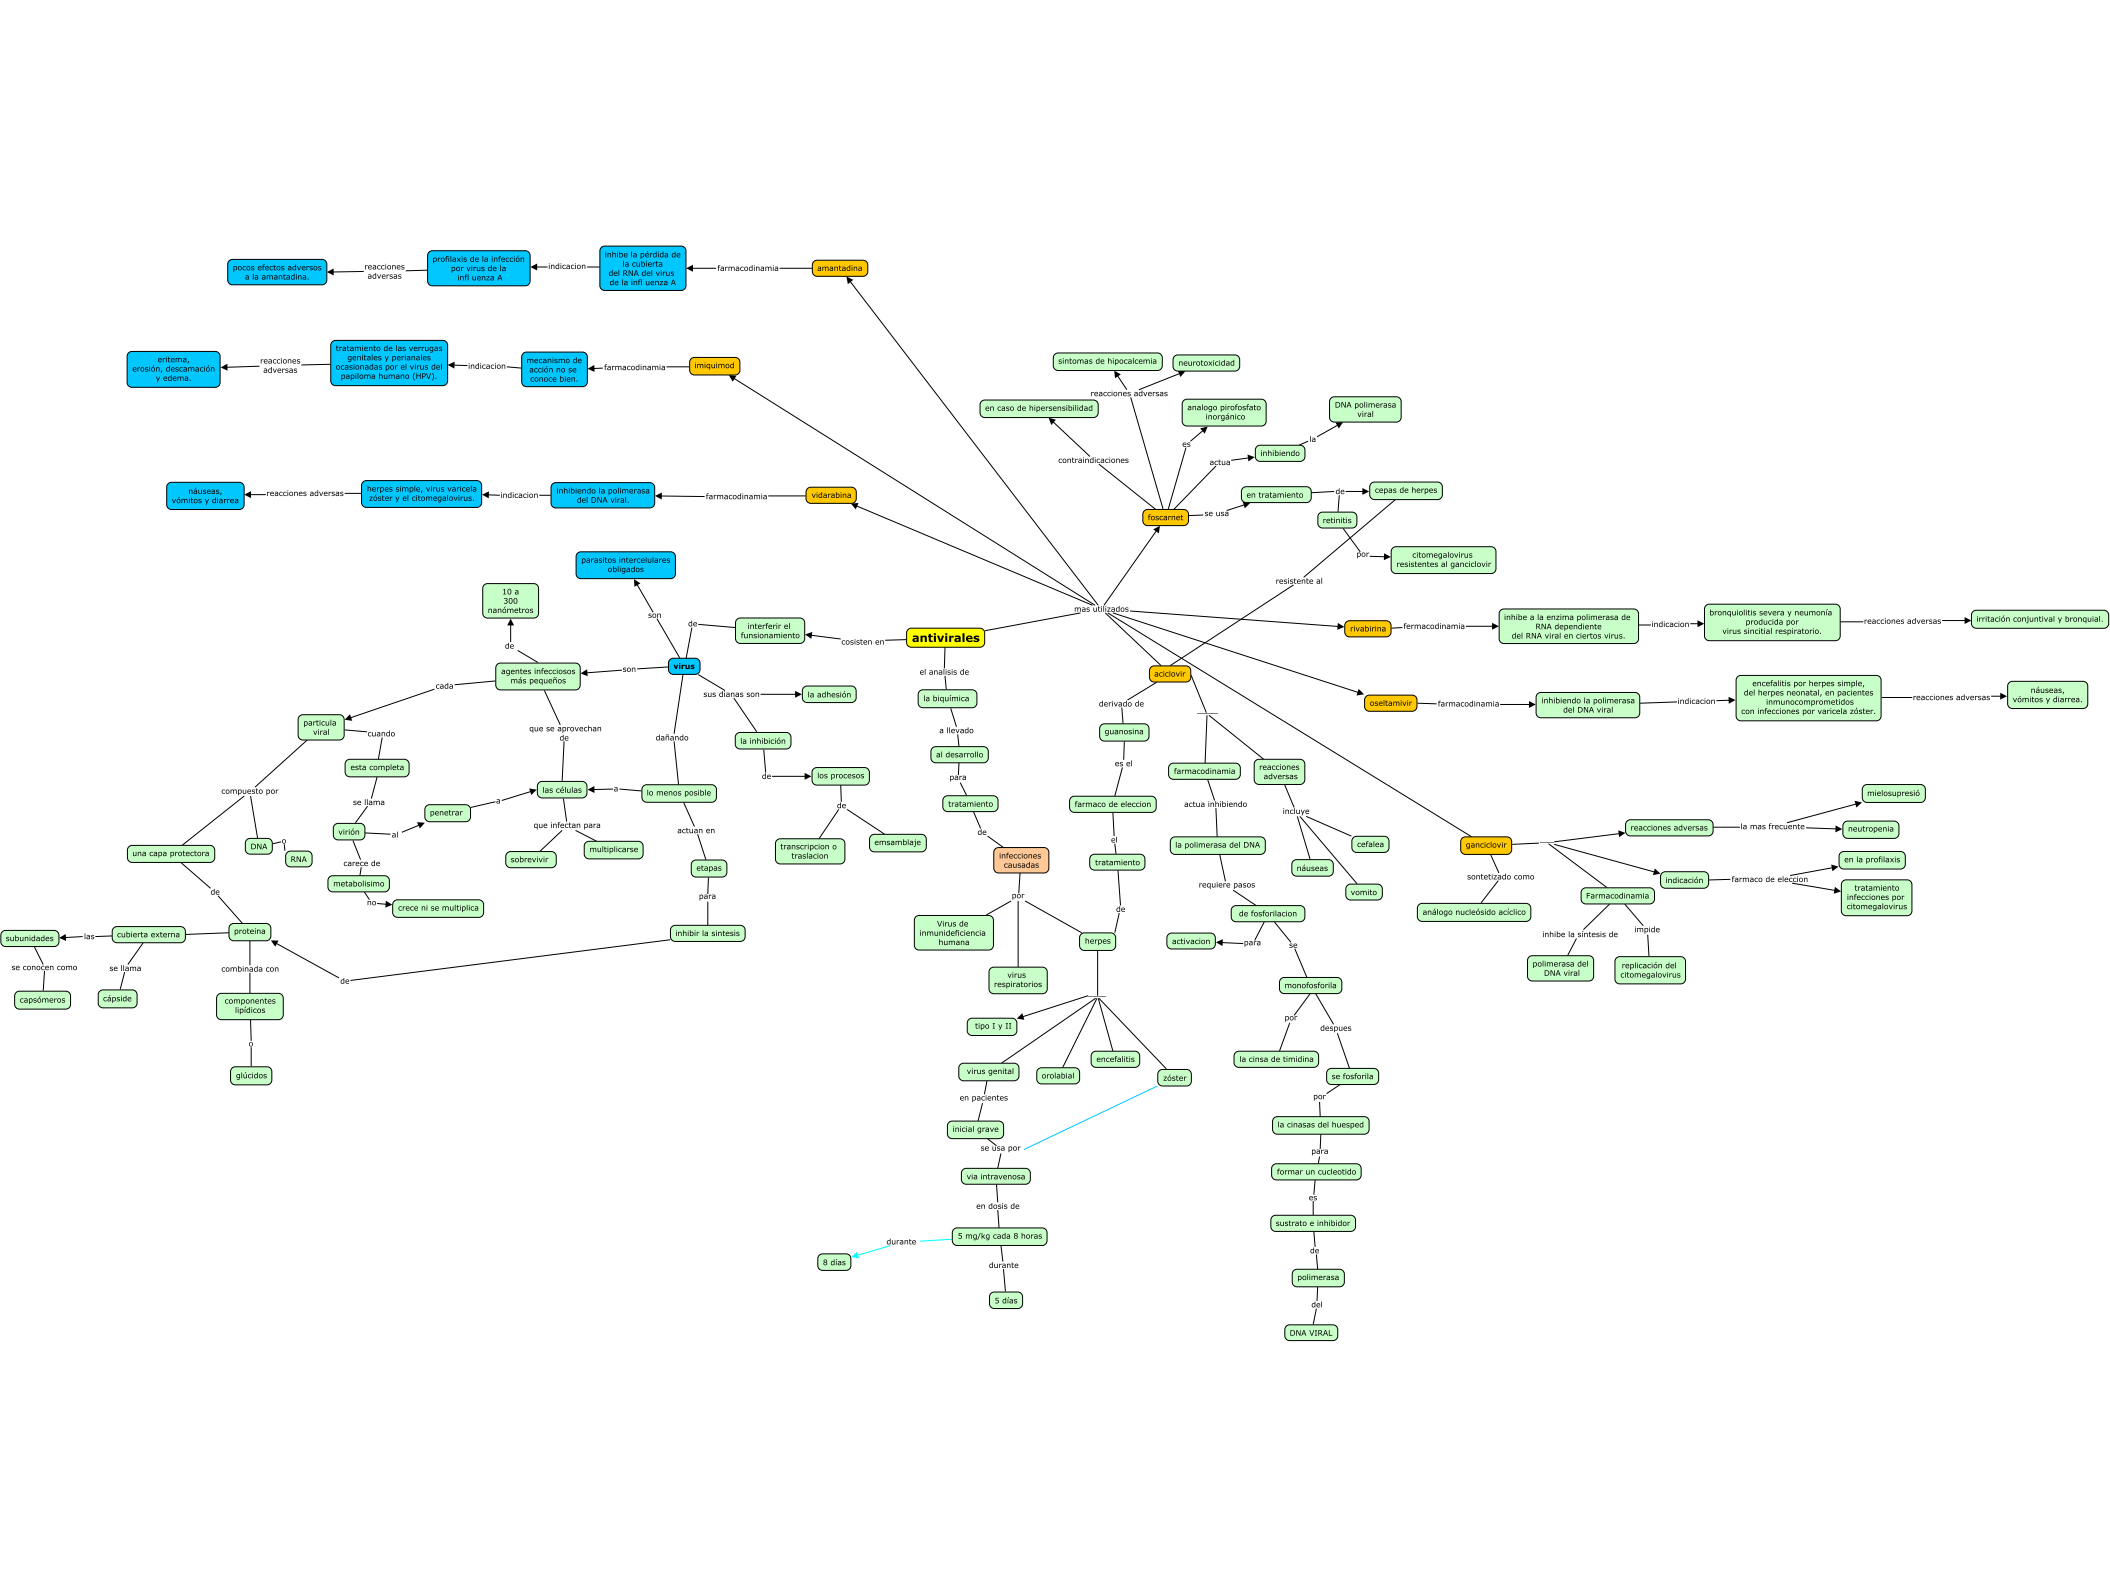 inhibe la pérdida de
la cubierta
del RNA del virus
de la infl uenza A
profilaxis de la infección
por virus de la
infl uenza A
pocos efectos adversos
a la amantadina.
reacciones
adversas
indicacion
farmacodinamia
amantadina
eritema,
erosión, descamación
y edema.
reacciones
adversas
tratamiento de las verrugas
genitales y perianales
ocasionadas por el virus del
papiloma humano (HPV).
indicacion
mecanismo de
acción no se
conoce bien.
farmacodinamia
imiquimod
náuseas,
vómitos y diarrea
reacciones adversas
herpes simple, virus varicela
zóster y el citomegalovirus.
indicacion
inhibiendo la polimerasa
del DNA viral.
farmacodinamia
vidarabina
sintomas de hipocalcemia
neurotoxicidad
reacciones adversas
en caso de hipersensibilidad
analogo pirofosfato
inorgánico
DNA polimerasa
viral
la
es
inhibiendo
contraindicaciones
actua
en tratamiento
de
cepas de herpes
foscarnet
se usa
retinitis
por
citomegalovirus
resistentes al ganciclovir
resistente al
parasitos intercelulares
obligados
10 a
300
nanómetros
son
de
interferir el
funsionamiento
cosisten en
antivirales
mas utilizados
rivabirina
fermacodinamia
inhibe a la enzima polimerasa de
RNA dependiente
del RNA viral en ciertos virus.
indicacion
bronquiolitis severa y neumonía
producida por
virus sincitial respiratorio.
reacciones adversas
irritación conjuntival y bronquial.
de
agentes infecciosos
más pequeños
son
virus
el analisis de
aciclovir
cada
sus dianas son
la adhesión
la biquímica
derivado de
oseltamivir
farmacodinamia
inhibiendo la polimerasa
del DNA viral
indicacion
encefalitis por herpes simple,
del herpes neonatal, en pacientes
inmunocomprometidos
con infecciones por varicela zóster.
reacciones adversas
náuseas,
vómitos y diarrea.
particula
viral
cuando
que se aprovechan
de
dañando
la inhibición
a llevado
guanosina
esta completa
al desarrollo
es el
farmacodinamia
reacciones
adversas
de
los procesos
para
compuesto por
se llama
las células
a
lo menos posible
penetrar
a
tratamiento
farmaco de eleccion
actua inhibiendo
incluye
mielosupresió
de
virión
al
que infectan para
actuan en
de
el
reacciones adversas
la mas frecuente
neutropenia
DNA
o
RNA
una capa protectora
carece de
sobrevivir
multiplicarse
transcripcion o
traslacion
emsamblaje
infecciones
causadas
tratamiento
la polimerasa del DNA
cefalea
ganciclovir
en la profilaxis
etapas
náuseas
metabolisimo
de
no
crece ni se multiplica
para
por
de
requiere pasos
vomito
sontetizado como
indicación
farmaco de eleccion
tratamiento
infecciones por
citomegalovirus
Farmacodinamia
análogo nucleósido acíclico
de fosforilacion
subunidades
las
cubierta externa
proteina
inhibir la sintesis
Virus de
inmunideficiencia
humana
herpes
activacion
para
se
inhibe la síntesis de
impide
se conocen como
se llama
combinada con
de
virus
respiratorios
monofosforila
polimerasa del
DNA viral
replicación del
citomegalovirus
capsómeros
cápside
componentes
lipídicos
tipo I y II
por
despues
o
glúcidos
virus genital
orolabial
encefalitis
zóster
la cinsa de timidina
se fosforila
en pacientes
por
inicial grave
la cinasas del huesped
se usa por
para
via intravenosa
formar un cucleotido
en dosis de
es
5 mg/kg cada 8 horas
sustrato e inhibidor
durante
de
8 días
durante
polimerasa
5 días
del
DNA VIRAL